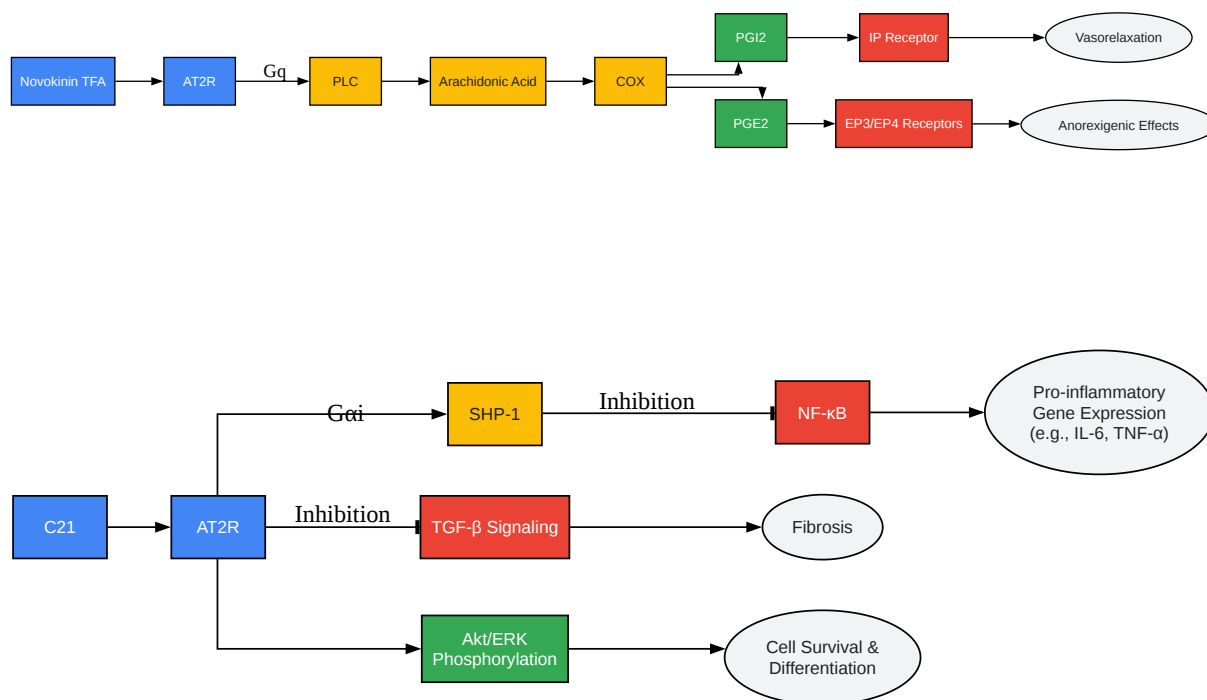 PGI2
IP Receptor
Vasorelaxation
Novokinin TFA
AT2R
Gq
PLC
Arachidonic Acid
COX
PGE2
EP3/EP4 Receptors
Anorexigenic Effects
Gαi
SHP-1
Inhibition
NF-κB
Pro-inflammatory
Gene Expression
(e.g., IL-6, TNF-α)
C21
AT2R
Inhibition
TGF-β Signaling
Fibrosis
Akt/ERK
Phosphorylation
Cell Survival &
Differentiation